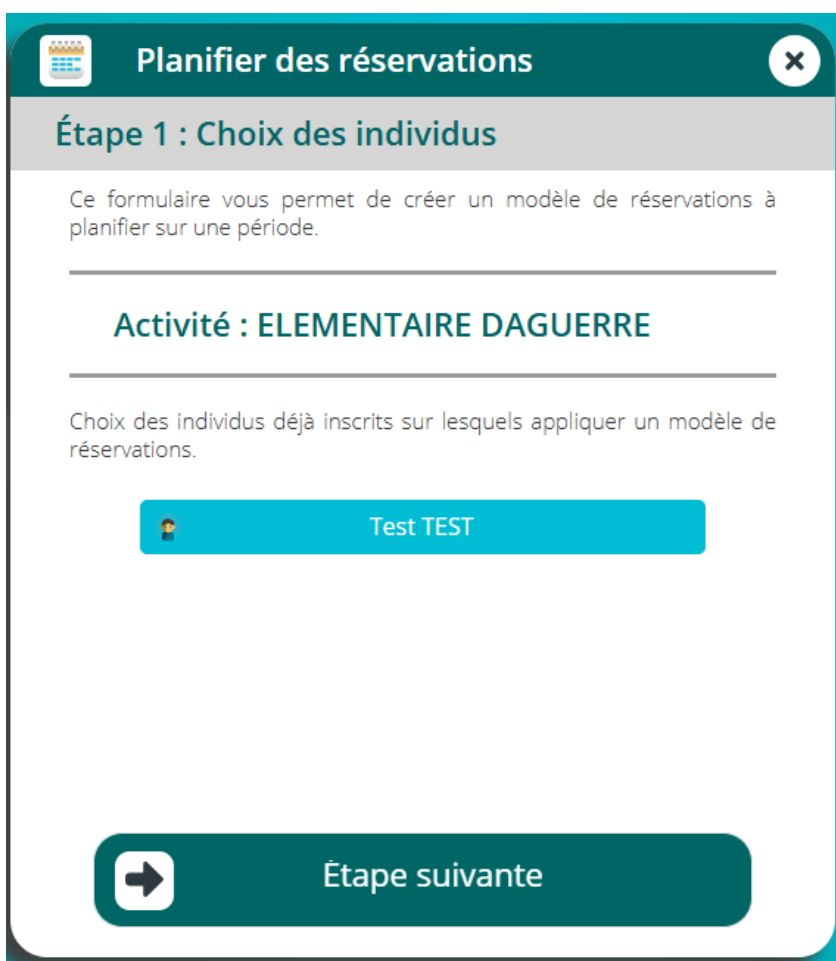 Planifier des réservations
Étape 1 : Choix des individus
Ce formulaire vous permet de créer un modèle de réservations à
planifier sur une période.
Activité : ELEMENTAIRE DAGUERRE
Choix des individus déjà inscrits sur lesquels appliquer un modèle de
réservations.
Test TEST
Étape suivante